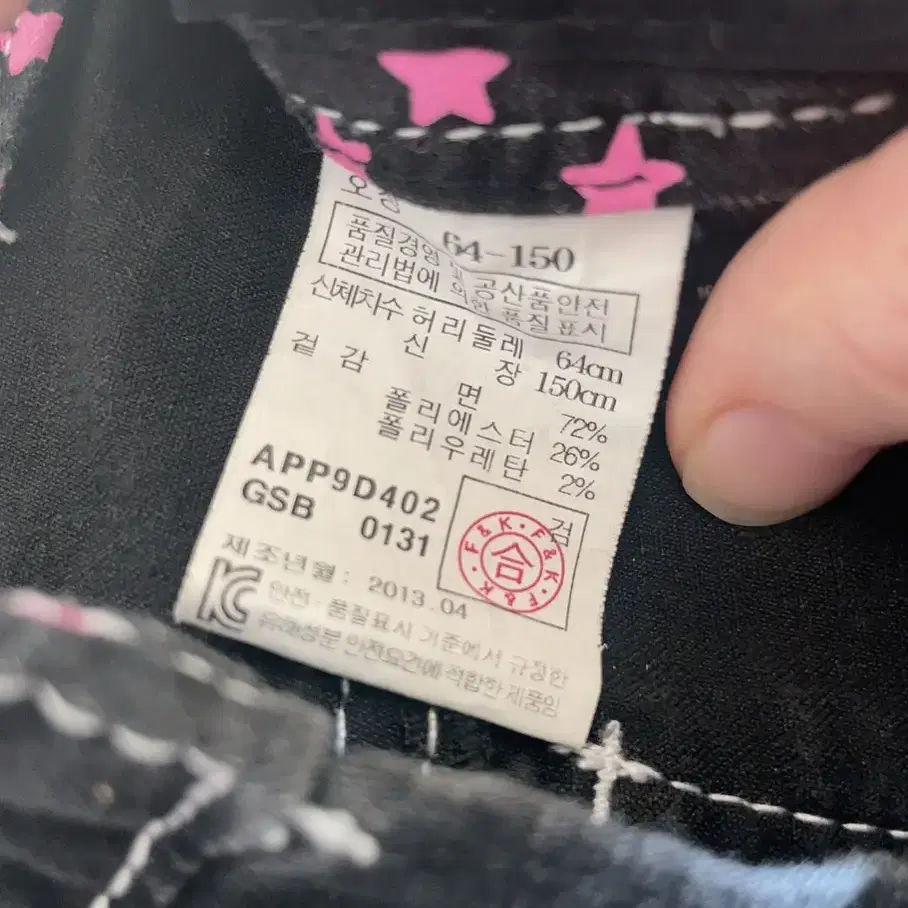 64-150
품질경영 및 공산품안전
관리법에 의한 품질표시
신체치수 허리둘레 64cm
신 장 150cm
겉 감 면 72%
폴리에스터 26%
폴리우레탄 2%
APP9D402
GSB 0131
검
合
F&K·F&K·F&K·F&K
제조년월: 2013.04
안전·품질표시 기준에서 규정한
유해성분 안전요건에 적합한 제품임